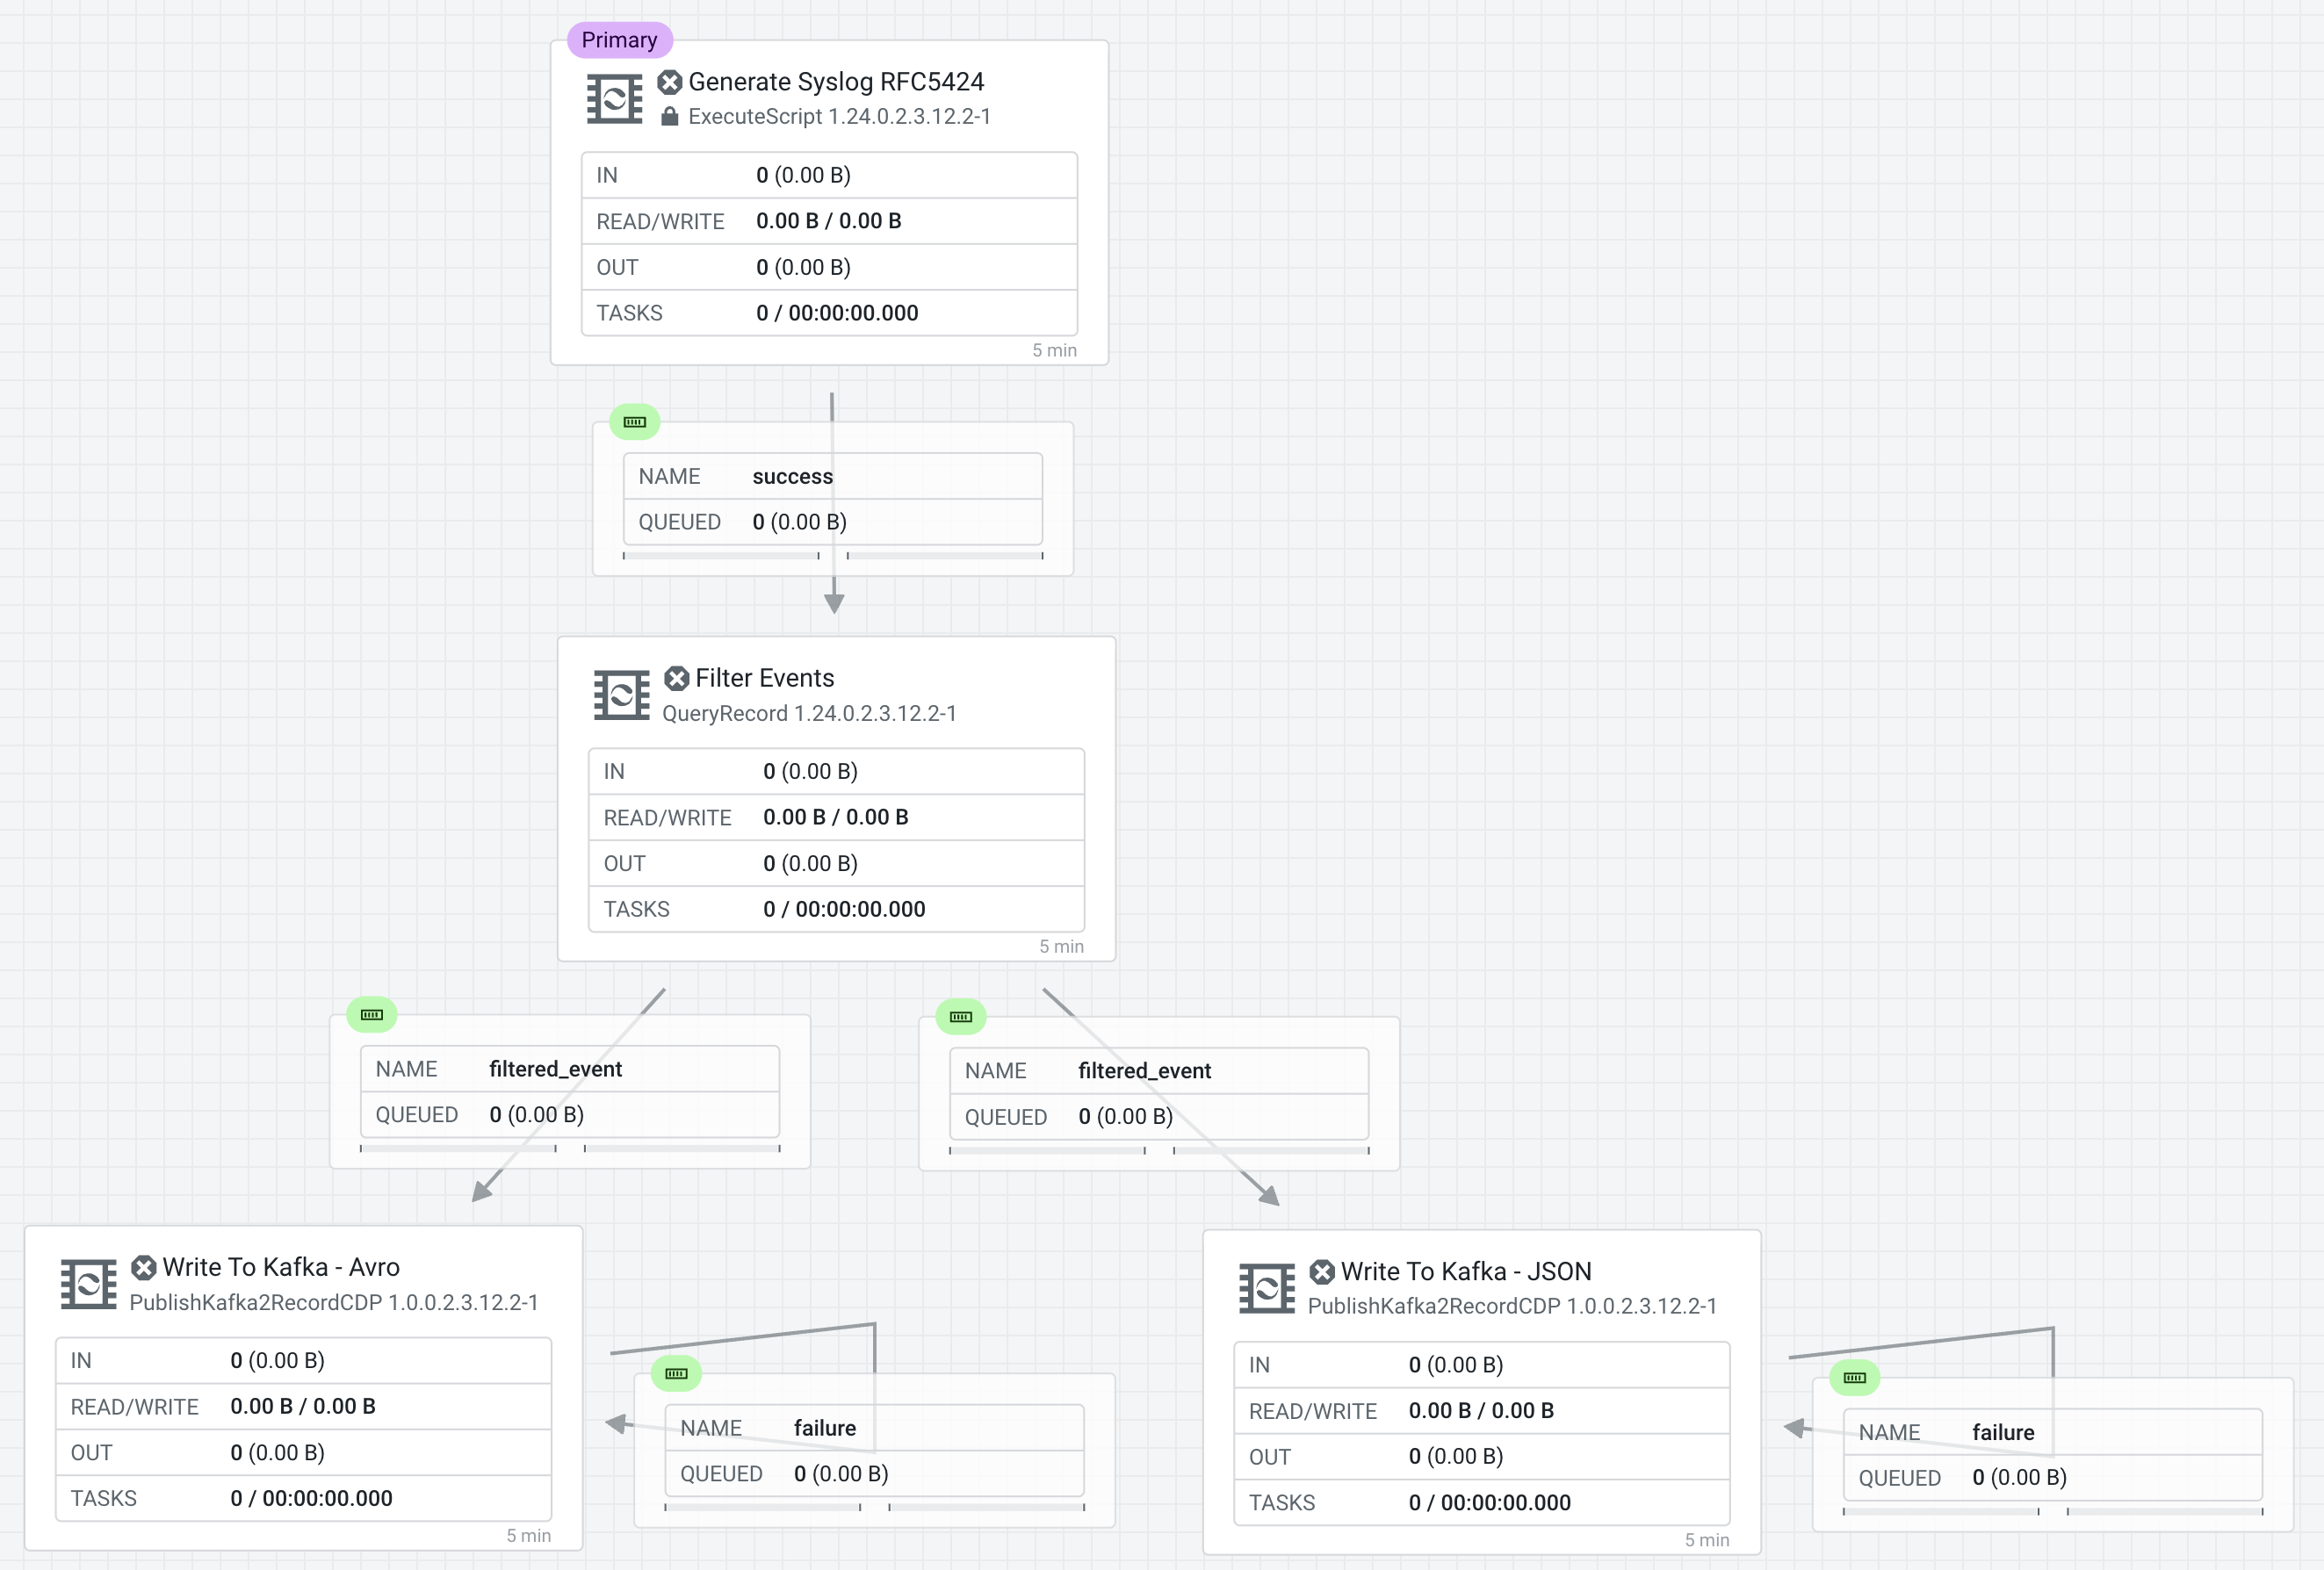 Primary
Generate Syslog RFC5424
ExecuteScript 1.24.0.2.3.12.2-1
IN 0 (0.00 B)
READ/WRITE 0.00 B / 0.00 B
OUT 0 (0.00 B)
TASKS 0 / 00:00:00.000
5 min
NAME success
QUEUED 0 (0.00 B)
Filter Events
QueryRecord 1.24.0.2.3.12.2-1
IN 0 (0.00 B)
READ/WRITE 0.00 B / 0.00 B
OUT 0 (0.00 B)
TASKS 0 / 00:00:00.000
5 min
NAME filtered_event
QUEUED 0 (0.00 B)
NAME filtered_event
QUEUED 0 (0.00 B)
Write To Kafka - Avro
PublishKafka2RecordCDP 1.0.0.2.3.12.2-1
IN 0 (0.00 B)
READ/WRITE 0.00 B / 0.00 B
OUT 0 (0.00 B)
TASKS 0 / 00:00:00.000
5 min
NAME failure
QUEUED 0 (0.00 B)
Write To Kafka - JSON
PublishKafka2RecordCDP 1.0.0.2.3.12.2-1
IN 0 (0.00 B)
READ/WRITE 0.00 B / 0.00 B
OUT 0 (0.00 B)
TASKS 0 / 00:00:00.000
5 min
NAME failure
QUEUED 0 (0.00 B)